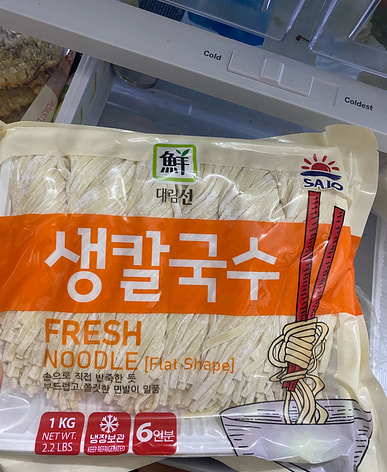 Cold
Coldest
鮮
대림선
SAJO
생칼국수
FRESH
NOODLE [Flat Shape]
손으로 직접 반죽한 듯
부드럽고 쫄깃한 면발이 일품
1 KG
NET WT.
2.2 LBS
냉장보관
KEEP REFRIGERATED
6인분